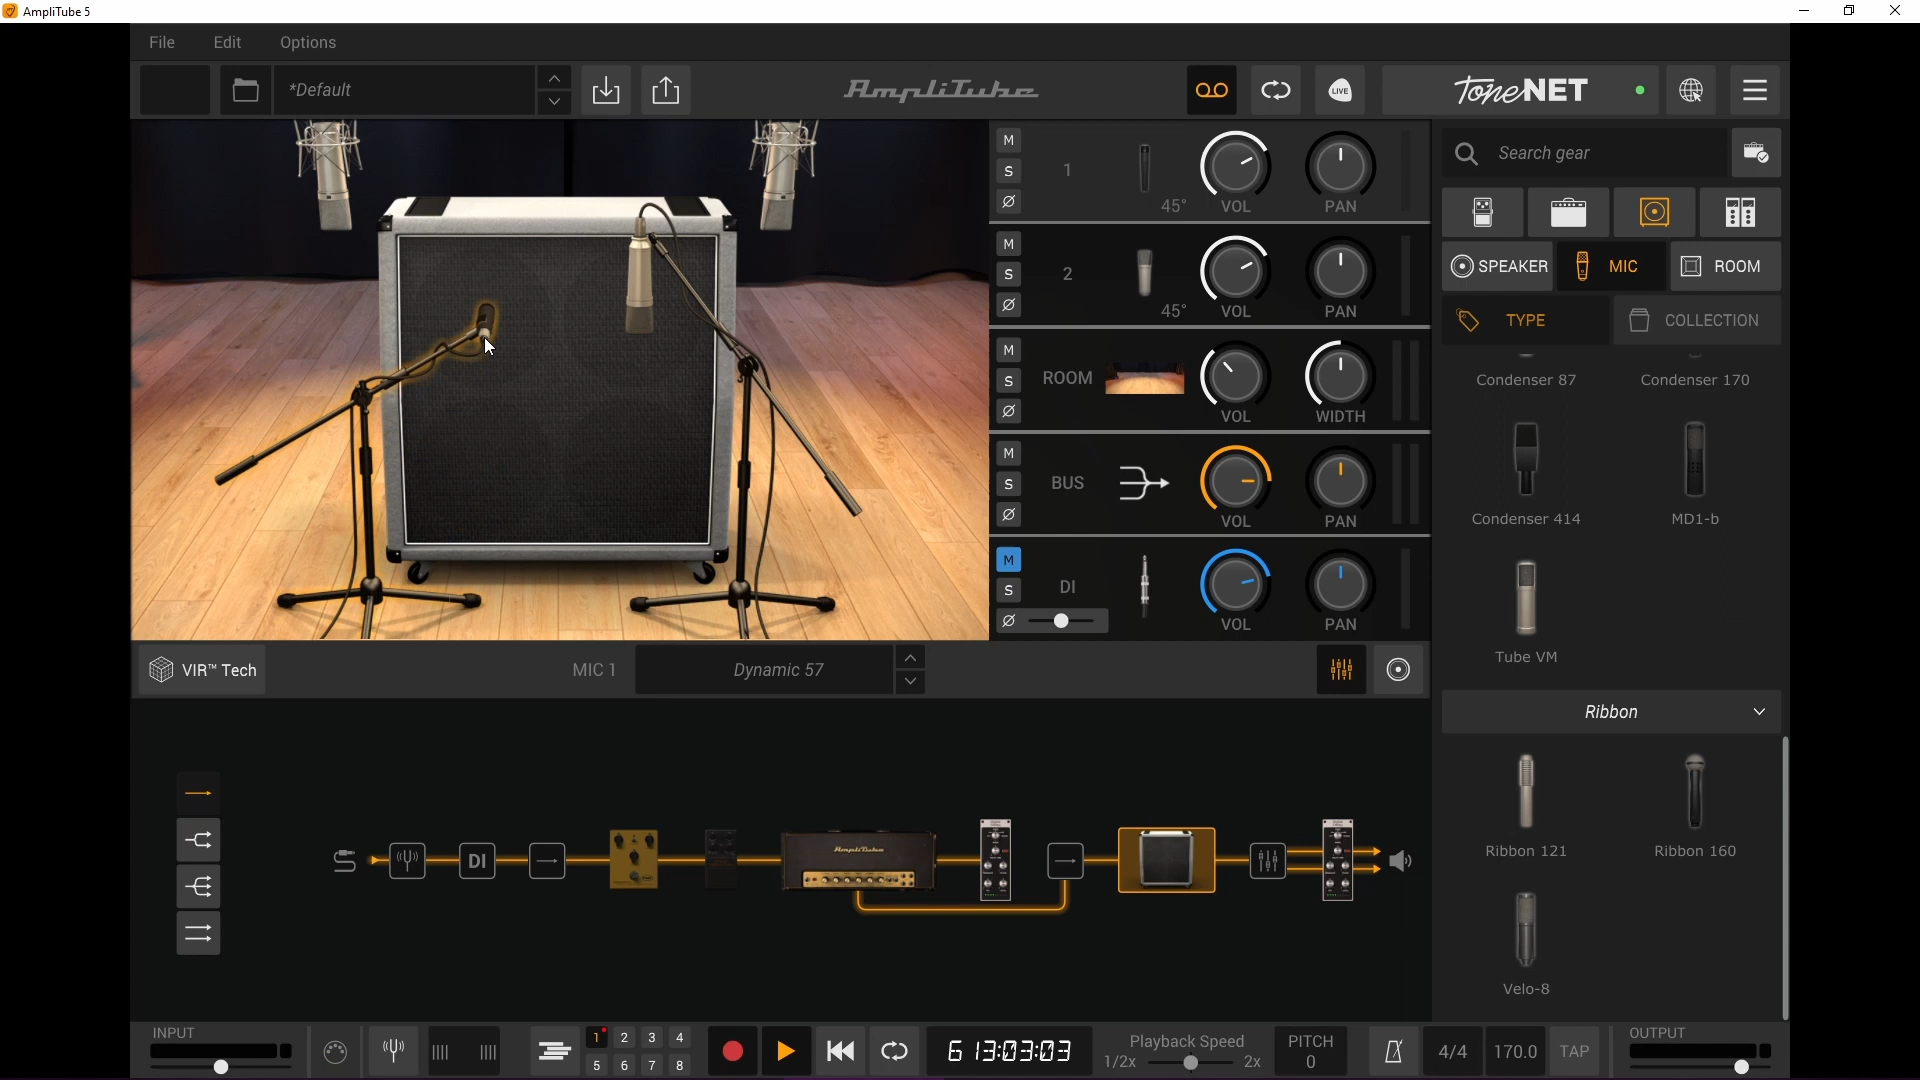 AmpliTube 5
File Edit Options
*Default
AmpliTube
LIVE
ToneNET
M
S
Ø
1
45°
VOL
PAN
M
S
Ø
2
45°
VOL
PAN
M
S
Ø
ROOM
VOL
WIDTH
M
S
Ø
BUS
VOL
PAN
M
S
Ø
DI
VOL
PAN
Search gear
SPEAKER MIC ROOM
TYPE COLLECTION
Condenser 87 Condenser 170
Condenser 414 MD1-b
Tube VM
Ribbon
Ribbon 121 Ribbon 160
Velo-8
VIR™ Tech
MIC 1 Dynamic 57
DI
AmpliTube
INPUT
1 2 3 4
5 6 7 8
6 13:03:03
Playback Speed
1/2x 2x
PITCH
0
4/4 170.0 TAP
OUTPUT